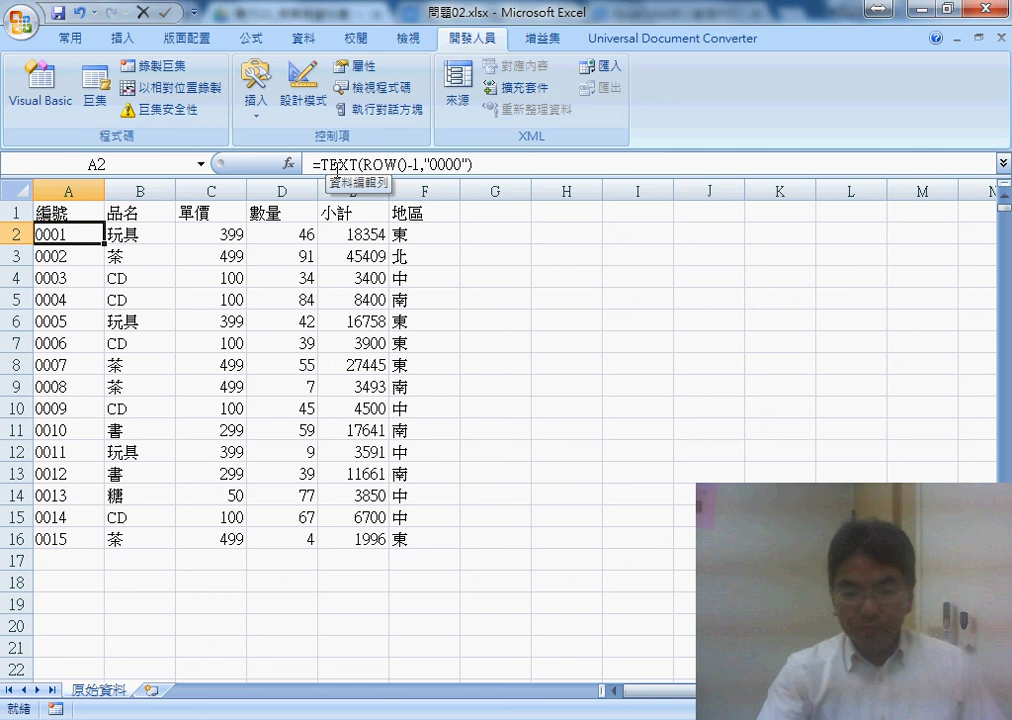 問題02.xlsx - Microsoft Excel
常用 插入 版面配置 公式 資料 校閱 檢視 開發人員 增益集 Universal Document Converter
Visual Basic 巨集 錄製巨集 以相對位置錄製 巨集安全性
插入 設計模式 屬性 檢視程式碼 執行對話方塊
來源 對應內容 擴充套件 重新整理資料 匯入 匯出
程式碼 控制項 XML
A2 fx =TEXT(ROW()-1,"0000")
資料編輯列
A B C D E F G H I J K L M N
1 編號 品名 單價 數量 小計 地區
2 0001 玩具 399 46 18354 東
3 0002 茶 499 91 45409 北
4 0003 CD 100 34 3400 中
5 0004 CD 100 84 8400 南
6 0005 玩具 399 42 16758 東
7 0006 CD 100 39 3900 東
8 0007 茶 499 55 27445 東
9 0008 茶 499 7 3493 南
10 0009 CD 100 45 4500 中
11 0010 書 299 59 17641 南
12 0011 玩具 399 9 3591 中
13 0012 書 299 39 11661 南
14 0013 糖 50 77 3850 中
15 0014 CD 100 67 6700 中
16 0015 茶 499 4 1996 東
17
18
19
20
21
22
原始資料
就緒